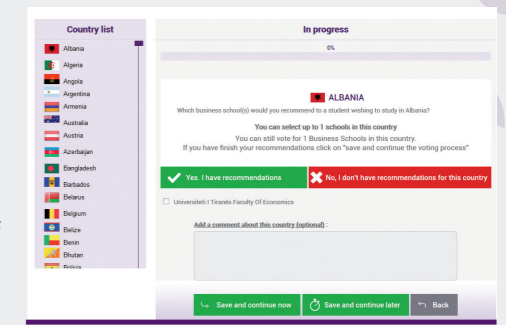 Country list
Albania
Algeria
Angola
Argentina
Armenia
Australia
Austria
Azerbaijan
Bangladesh
Barbados
Belarus
Belgium
Belize
Benin
Bhutan
Bolivia
In progress
0%
ALBANIA
Which business school(s) would you recommend to a student wishing to study in Albania?
You can select up to 1 schools in this country
You can still vote for 1 Business Schools in this country.
If you have finish your recommendations click on "save and continue the voting process"
Yes. I have recommendations
No, I don't have recommendations for this country
Universiteti I Tiranës Faculty Of Economics
Add a comment about this country (optional) :
Save and continue now
Save and continue later
Back